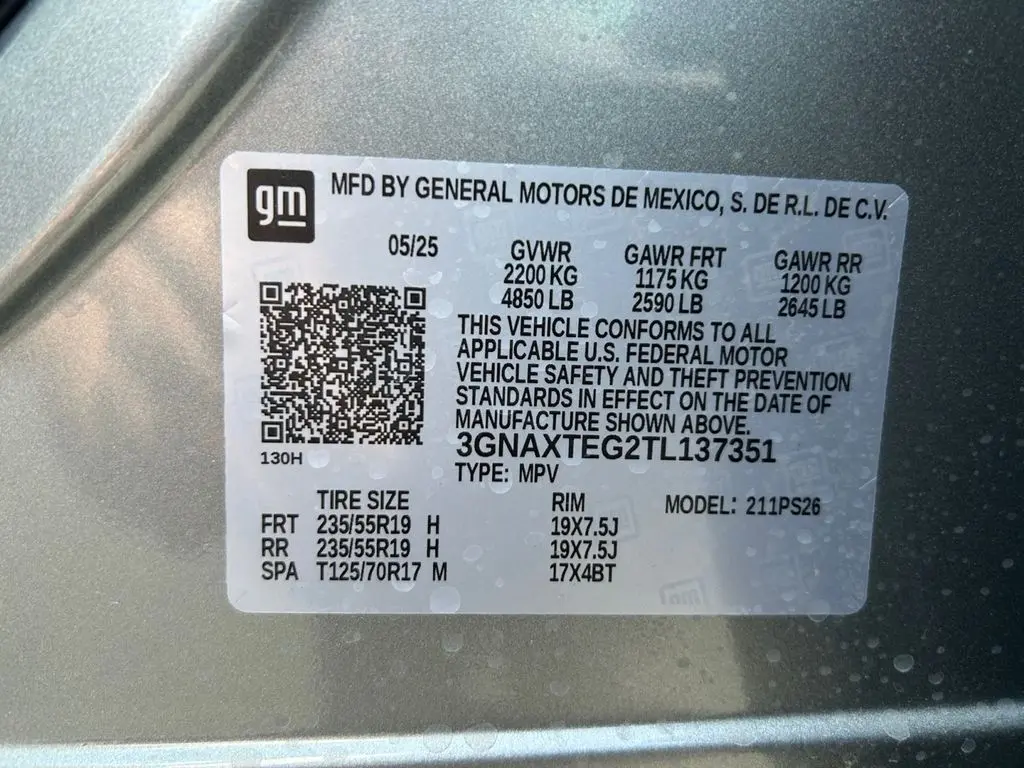 gm MFD BY GENERAL MOTORS DE MEXICO, S. DE R.L. DE C.V.
05/25 GVWR GAWR FRT GAWR RR
2200 KG 1175 KG 1200 KG
4850 LB 2590 LB 2645 LB
THIS VEHICLE CONFORMS TO ALL
APPLICABLE U.S. FEDERAL MOTOR
VEHICLE SAFETY AND THEFT PREVENTION
STANDARDS IN EFFECT ON THE DATE OF
MANUFACTURE SHOWN ABOVE.
3GNAXTEG2TL137351
130H
TYPE: MPV
TIRE SIZE RIM MODEL: 211PS26
FRT 235/55R19 H 19X7.5J
RR 235/55R19 H 19X7.5J
SPA T125/70R17 M 17X4BT